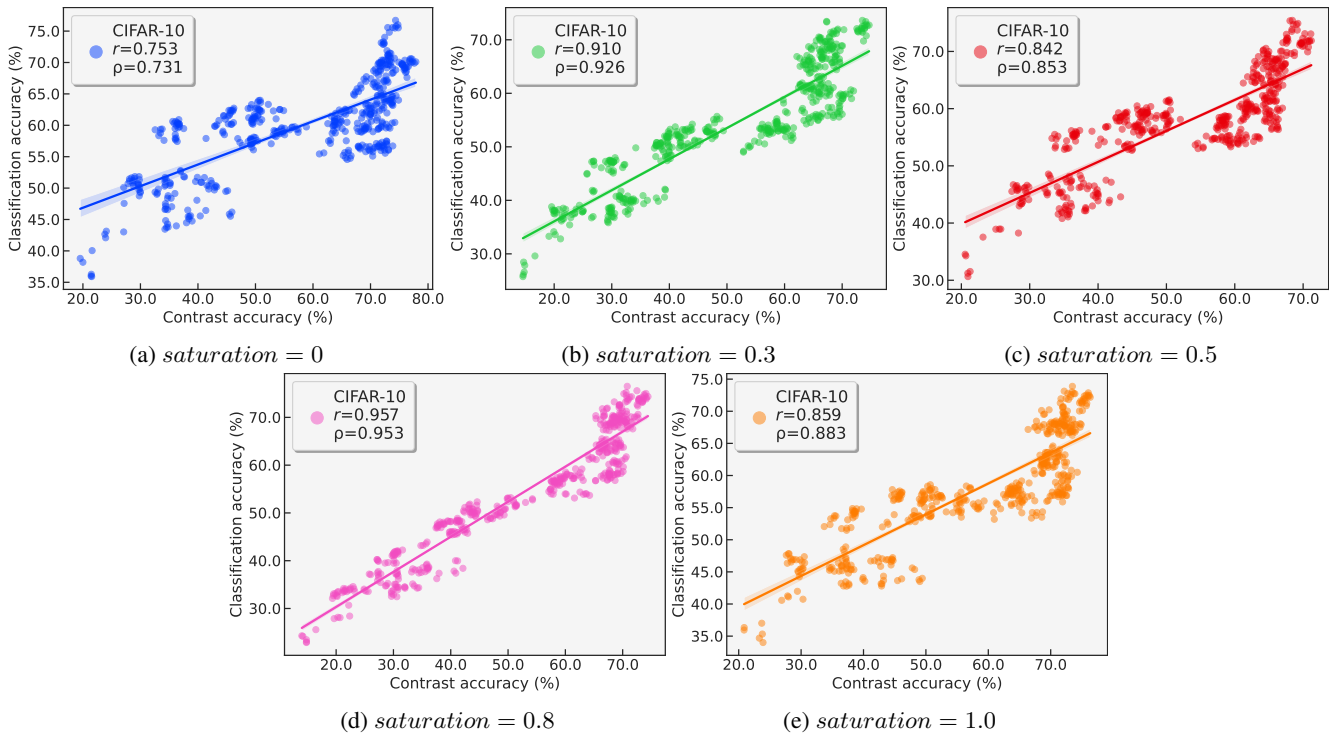 CIFAR-10
r=0.753
ρ=0.731
Classification accuracy (%)
75.0
70.0
65.0
60.0
55.0
50.0
45.0
40.0
35.0
20.0 30.0 40.0 50.0 60.0 70.0 80.0
Contrast accuracy (%)
(a) saturation = 0
CIFAR-10
r=0.910
ρ=0.926
Classification accuracy (%)
70.0
60.0
50.0
40.0
30.0
20.0 30.0 40.0 50.0 60.0 70.0
Contrast accuracy (%)
(b) saturation = 0.3
CIFAR-10
r=0.842
ρ=0.853
Classification accuracy (%)
70.0
60.0
50.0
40.0
30.0
20.0 30.0 40.0 50.0 60.0 70.0
Contrast accuracy (%)
(c) saturation = 0.5
CIFAR-10
r=0.957
ρ=0.953
Classification accuracy (%)
70.0
60.0
50.0
40.0
30.0
20.0 30.0 40.0 50.0 60.0 70.0
Contrast accuracy (%)
(d) saturation = 0.8
CIFAR-10
r=0.859
ρ=0.883
Classification accuracy (%)
75.0
70.0
65.0
60.0
55.0
50.0
45.0
40.0
35.0
20.0 30.0 40.0 50.0 60.0 70.0
Contrast accuracy (%)
(e) saturation = 1.0